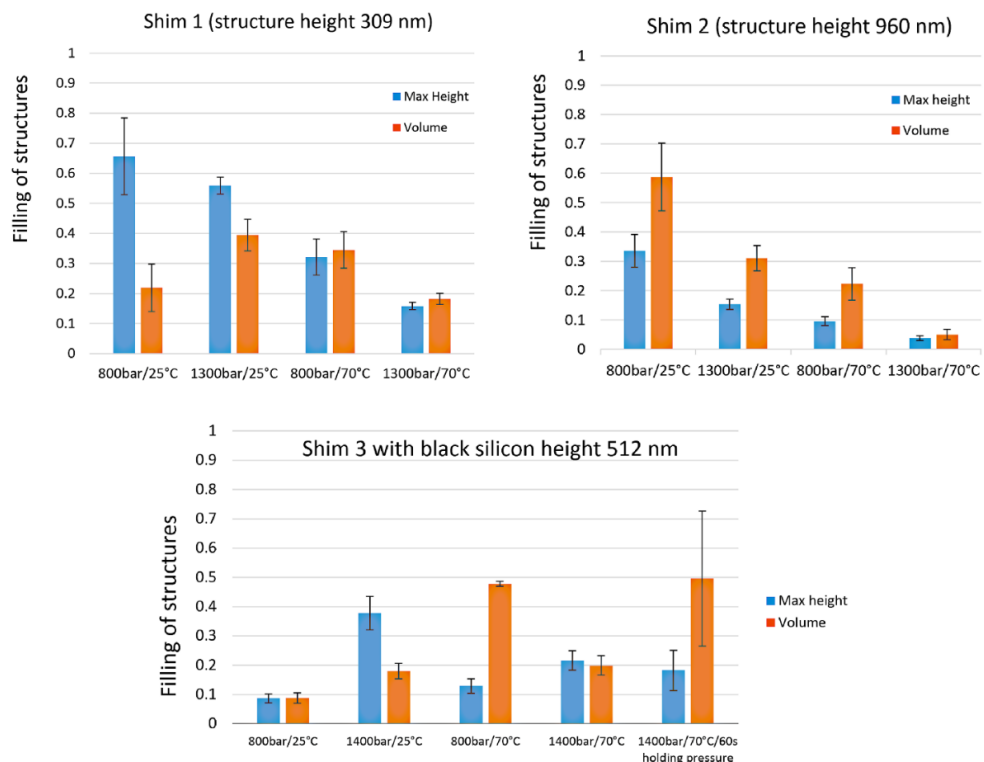 Shim 1 (structure height 309 nm)
Filling of structures
1
0.9
0.8
0.7
0.6
0.5
0.4
0.3
0.2
0.1
0
Max Height
Volume
800bar/25°C 1300bar/25°C 800bar/70°C 1300bar/70°C
Shim 2 (structure height 960 nm)
Filling of structures
1
0.9
0.8
0.7
0.6
0.5
0.4
0.3
0.2
0.1
0
Max height
Volume
800bar/25°C 1300bar/25°C 800bar/70°C 1300bar/70°C
Shim 3 with black silicon height 512 nm
Filling of structures
1
0.9
0.8
0.7
0.6
0.5
0.4
0.3
0.2
0.1
0
Max height
Volume
800bar/25°C 1400bar/25°C 800bar/70°C 1400bar/70°C 1400bar/70°C/60s
holding pressure